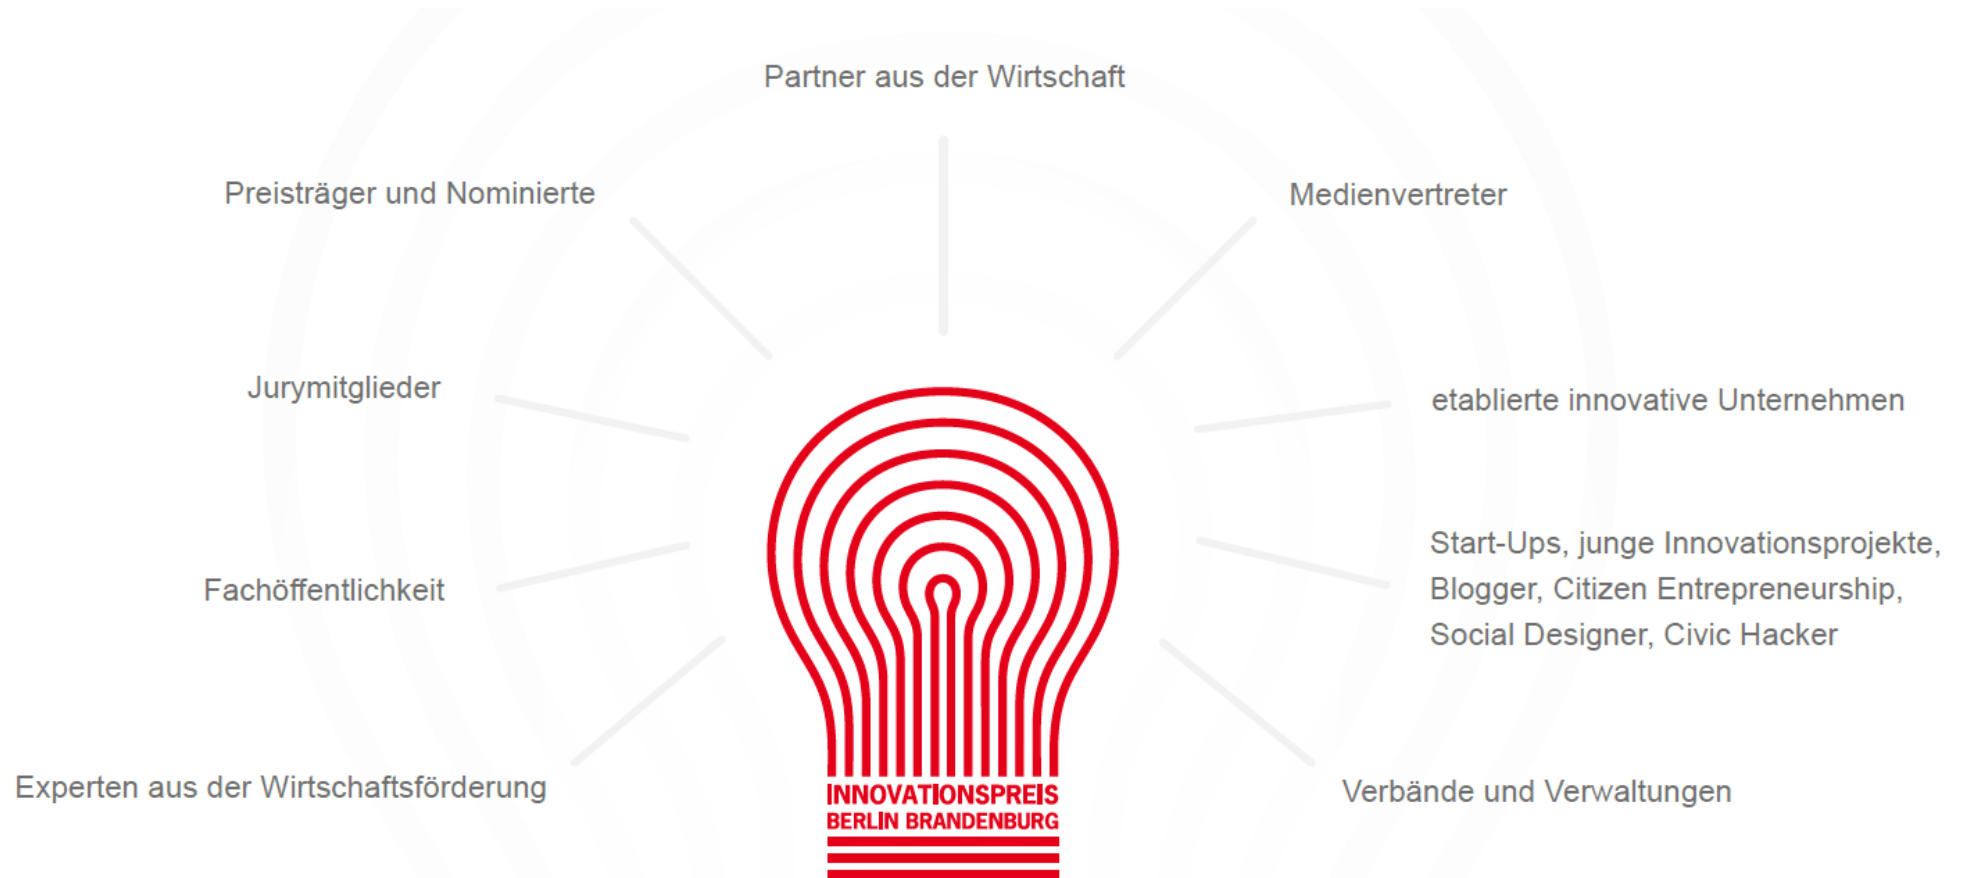 Partner aus der Wirtschaft
Preisträger und Nominierte
Medienvertreter
Jurymitglieder
etablierte innovative Unternehmen
Fachöffentlichkeit
Start-Ups, junge Innovationsprojekte,
Blogger, Citizen Entrepreneurship,
Social Designer, Civic Hacker
Experten aus der Wirtschaftsförderung
Verbände und Verwaltungen
INNOVATIONSPREIS
BERLIN BRANDENBURG